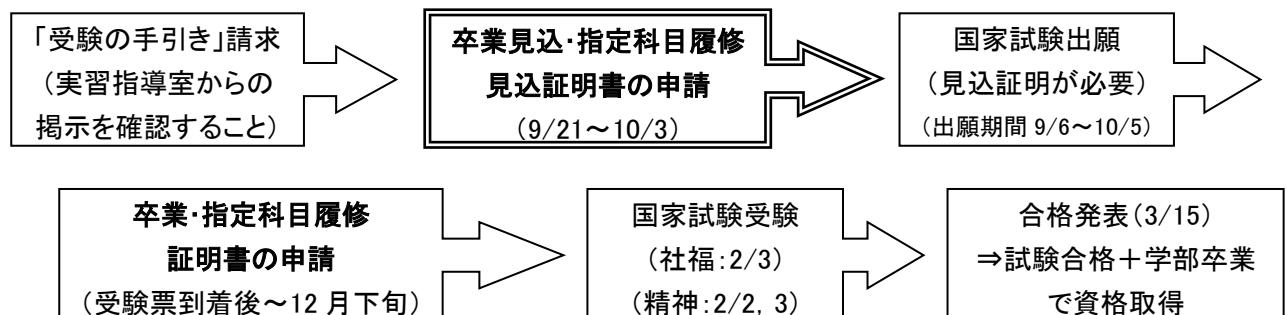 「受験の手引き」請求
(実習指導室からの
掲示を確認すること)
卒業見込・指定科目履修
見込証明書の申請
(9/21~10/3)
国家試験出願
(見込証明が必要)
(出願期間 9/6~10/5)
卒業・指定科目履修
証明書の申請
(受験票到着後~12 月下旬)
国家試験受験
(社福:2/3)
(精神:2/2, 3)
合格発表(3/15)
⇒試験合格+学部卒業
で資格取得